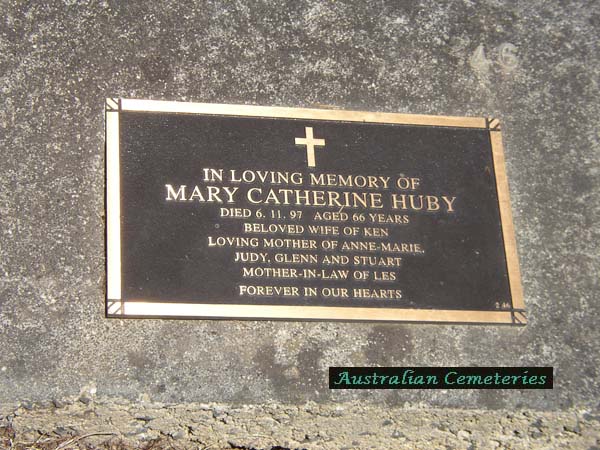 46
IN LOVING MEMORY OF
MARY CATHERINE HUBY
DIED 6. 11. 97 AGED 66 YEARS
BELOVED WIFE OF KEN
LOVING MOTHER OF ANNE-MARIE,
JUDY, GLENN AND STUART
MOTHER-IN-LAW OF LES
FOREVER IN OUR HEARTS
Australian Cemeteries